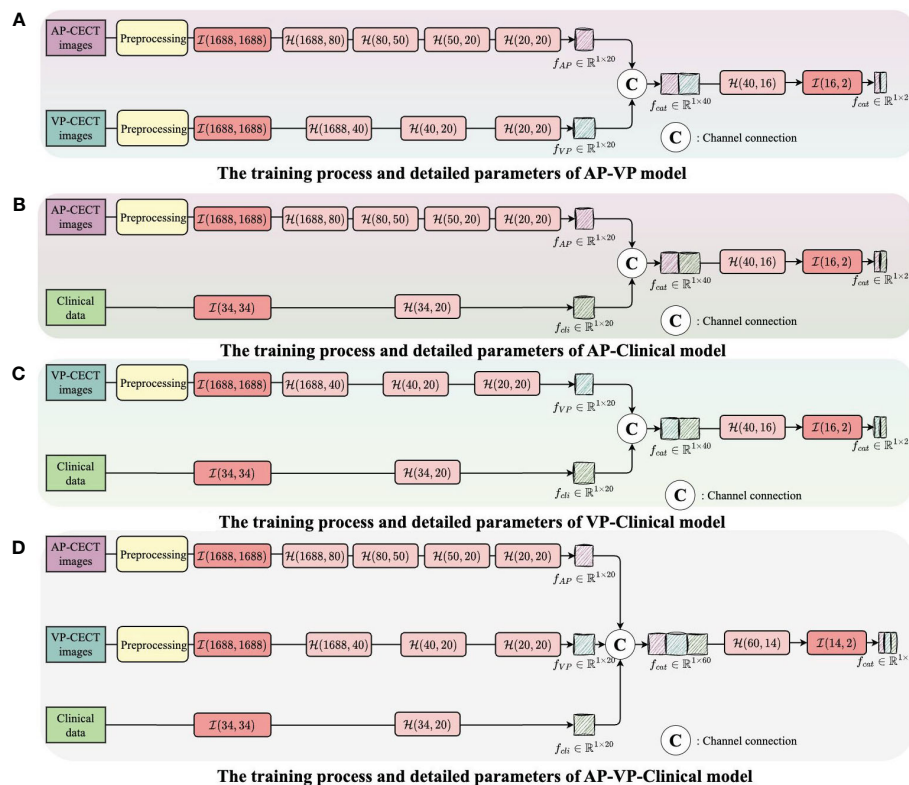 A
AP-CECT images
Preprocessing
I(1688, 1688)
H(1688, 80)
H(80, 50)
H(50, 20)
H(20, 20)
f_AP ∈ ℝ^{1×20}
VP-CECT images
Preprocessing
I(1688, 1688)
H(1688, 40)
H(40, 20)
H(20, 20)
f_VP ∈ ℝ^{1×20}
C
f_cat ∈ ℝ^{1×40}
H(40, 16)
I(16, 2)
f_cat ∈ ℝ^{1×2}
C : Channel connection
The training process and detailed parameters of AP-VP model
B
AP-CECT images
Preprocessing
I(1688, 1688)
H(1688, 80)
H(80, 50)
H(50, 20)
H(20, 20)
f_AP ∈ ℝ^{1×20}
Clinical data
I(34, 34)
H(34, 20)
f_cli ∈ ℝ^{1×20}
C
f_cat ∈ ℝ^{1×40}
H(40, 16)
I(16, 2)
f_cat ∈ ℝ^{1×2}
C : Channel connection
The training process and detailed parameters of AP-Clinical model
C
VP-CECT images
Preprocessing
I(1688, 1688)
H(1688, 40)
H(40, 20)
H(20, 20)
f_VP ∈ ℝ^{1×20}
Clinical data
I(34, 34)
H(34, 20)
f_cli ∈ ℝ^{1×20}
C
f_cat ∈ ℝ^{1×40}
H(40, 16)
I(16, 2)
f_cat ∈ ℝ^{1×2}
C : Channel connection
The training process and detailed parameters of VP-Clinical model
D
AP-CECT images
Preprocessing
I(1688, 1688)
H(1688, 80)
H(80, 50)
H(50, 20)
H(20, 20)
f_AP ∈ ℝ^{1×20}
VP-CECT images
Preprocessing
I(1688, 1688)
H(1688, 40)
H(40, 20)
H(20, 20)
f_VP ∈ ℝ^{1×20}
Clinical data
I(34, 34)
H(34, 20)
f_cli ∈ ℝ^{1×20}
C
f_cat ∈ ℝ^{1×60}
H(60, 14)
I(14, 2)
f_cat ∈ ℝ^{1×
C : Channel connection
The training process and detailed parameters of AP-VP-Clinical model